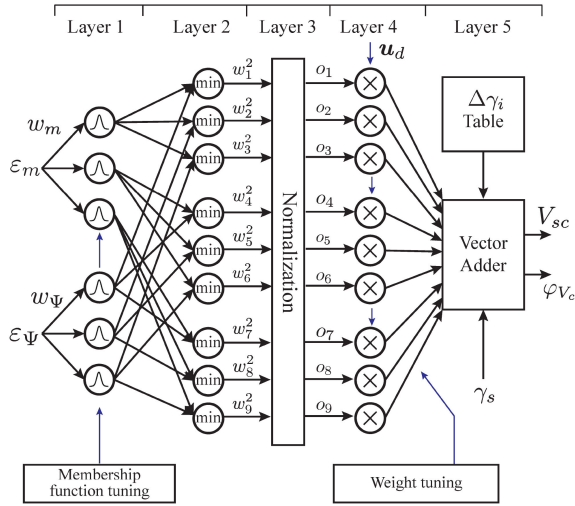 Layer 1 Layer 2 Layer 3 Layer 4 Layer 5
u_d
min w_1^2 o_1 ×
min w_2^2 o_2 ×
min w_3^2 o_3 ×
min w_4^2 o_4 ×
min w_5^2 o_5 ×
min w_6^2 o_6 ×
min w_7^2 o_7 ×
min w_8^2 o_8 ×
min w_9^2 o_9 ×
w_m
ε_m
w_Ψ
ε_Ψ
Normalization
Δγ_i
Table
Vector
Adder
V_sc
φ_{V_c}
γ_s
Membership
function tuning
Weight tuning